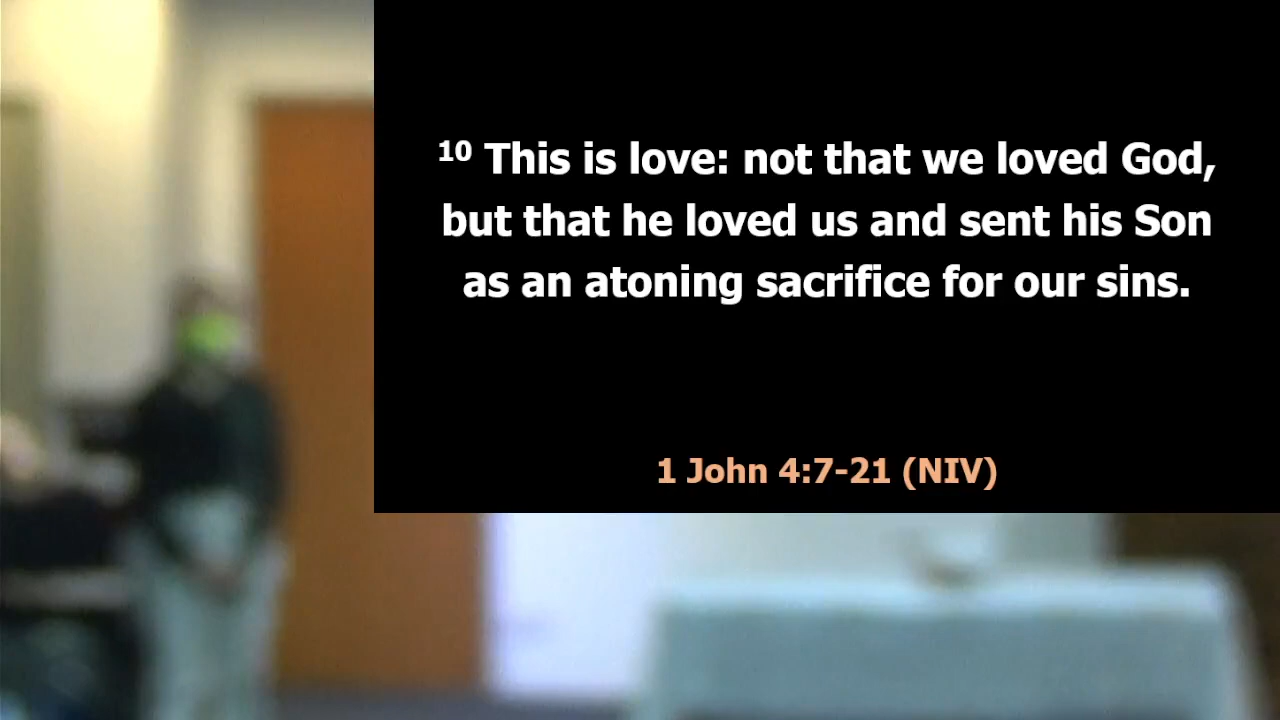 10 This is love: not that we loved God,
but that he loved us and sent his Son
as an atoning sacrifice for our sins.
1 John 4:7-21 (NIV)